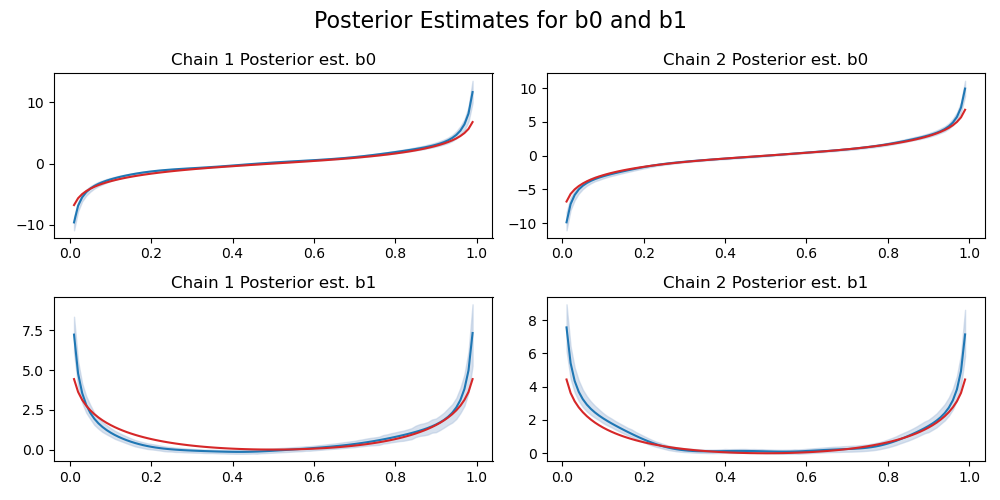 Posterior Estimates for b0 and b1
Chain 1 Posterior est. b0
10
0
−10
0.0 0.2 0.4 0.6 0.8 1.0
Chain 2 Posterior est. b0
10
5
0
−5
−10
0.0 0.2 0.4 0.6 0.8 1.0
Chain 1 Posterior est. b1
7.5
5.0
2.5
0.0
0.0 0.2 0.4 0.6 0.8 1.0
Chain 2 Posterior est. b1
8
6
4
2
0
0.0 0.2 0.4 0.6 0.8 1.0